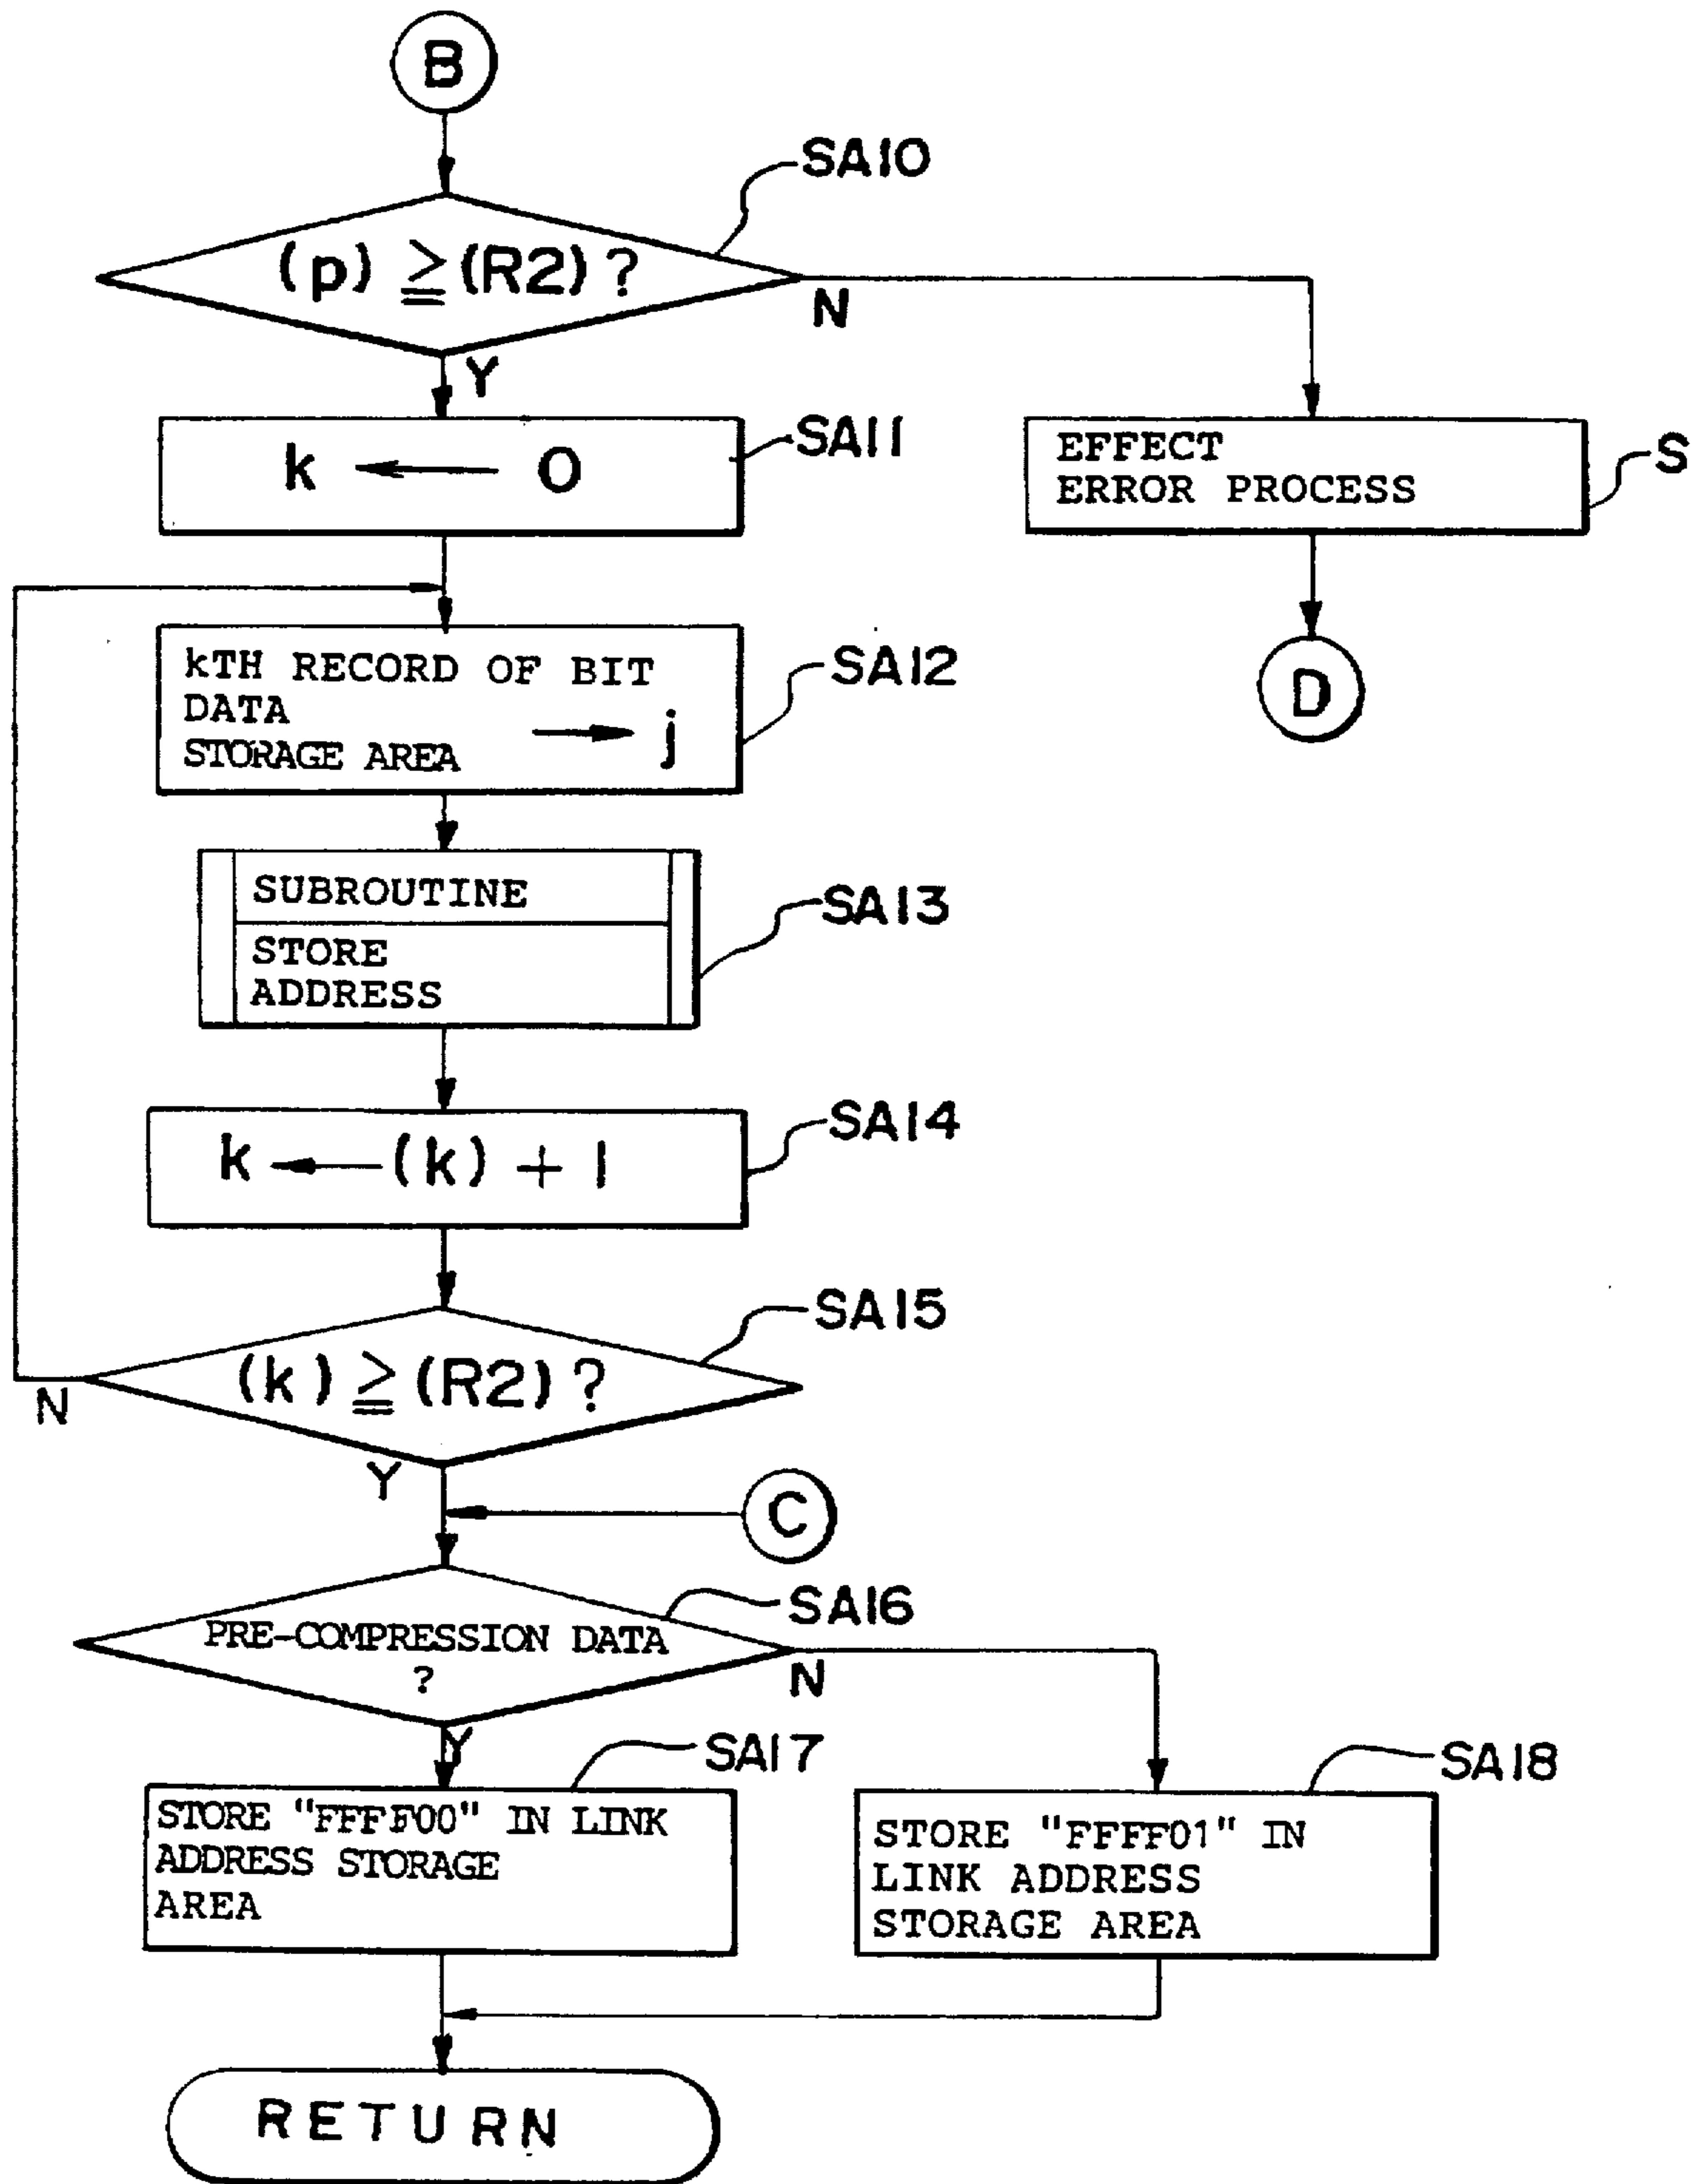 B
SA10
(p) ≧ (R2) ?
N
Y
SA11
k ← 0
EFFECT
ERROR PROCESS
S
D
kTH RECORD OF BIT
DATA
STORAGE AREA → j
SA12
SUBROUTINE
STORE
ADDRESS
SA13
SA14
k ← (k) + 1
SA15
(k) ≧ (R2) ?
N
Y
C
SA16
PRE-COMPRESSION DATA
?
N
Y
SA17
STORE "FFFF00" IN LINK
ADDRESS STORAGE
AREA
SA18
STORE "FFFF01" IN
LINK ADDRESS
STORAGE AREA
RETURN